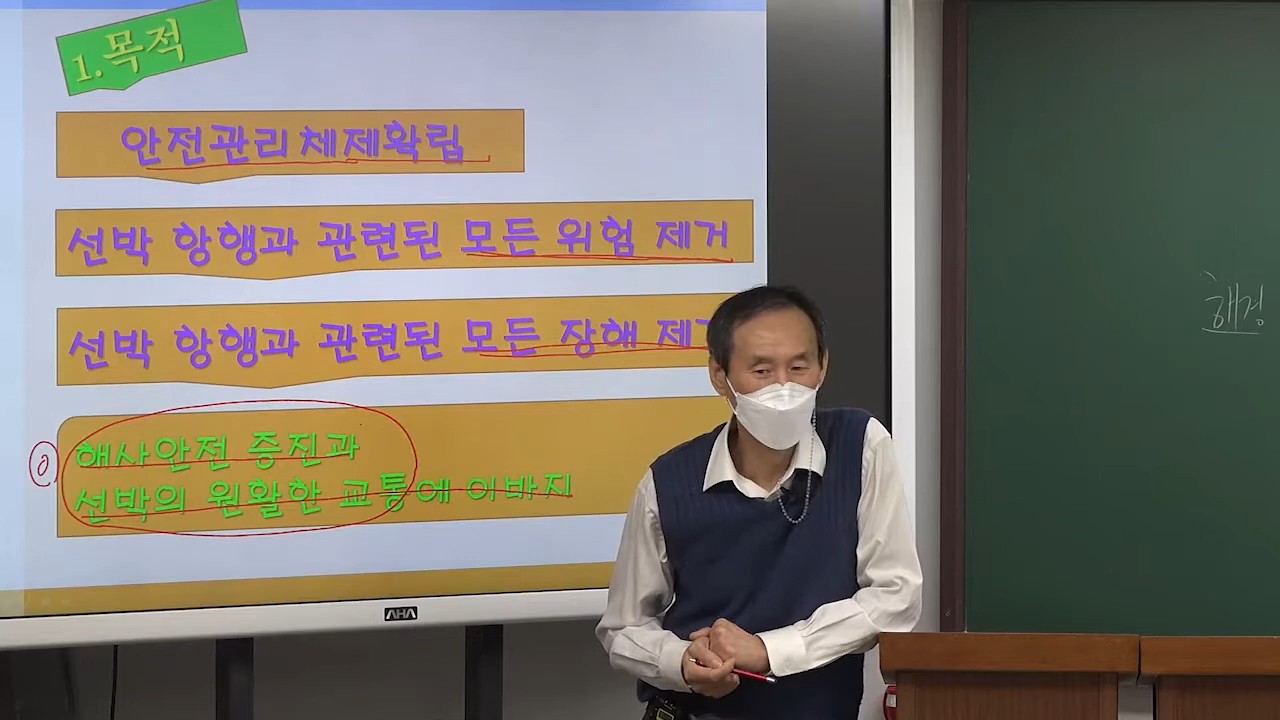 1.목적
안전관리체제확립
선박 항행과 관련된 모든 위험 제거
선박 항행과 관련된 모든 장해 제
해사안전 증진과
선박의 원활한 교통에 이바지
AHA
해경